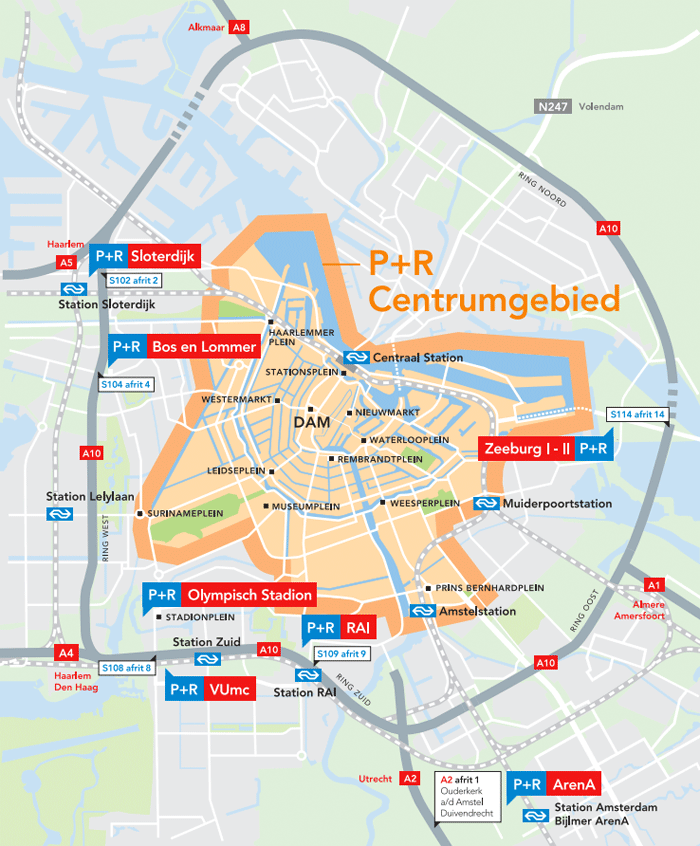 Alkmaar A8
N247 Volendam
RING NOORD
A10
Haarlem
A5
P+R Sloterdijk
S102 afrit 2
Station Sloterdijk
P+R
Centrumgebied
HAARLEMMER
PLEIN
P+R Bos en Lommer
Centraal Station
STATIONSPLEIN
S104 afrit 4
WESTERMARKT
NIEUWMARKT
DAM
S114 afrit 14
WATERLOOPLEIN
Zeeburg I - II P+R
A10
REMBRANDTPLEIN
LEIDSEPLEIN
Station Lelylaan
SURINAMEPLEIN
MUSEUMPLEIN
WEESPERPLEIN
Muiderpoortstation
RING WEST
P+R Olympisch Stadion
PRINS BERNHARDPLEIN
A1
Almere
Amersfoort
STADIONPLEIN
Amstelstation
RING OOST
P+R RAI
Station Zuid
A4
Haarlem
Den Haag
S108 afrit 8
A10
S109 afrit 9
A10
P+R VUmc
Station RAI
RING ZUID
Utrecht A2
A2 afrit 1
Ouderkerk
a/d Amstel
Duivendrecht
P+R ArenA
Station Amsterdam
Bijlmer ArenA